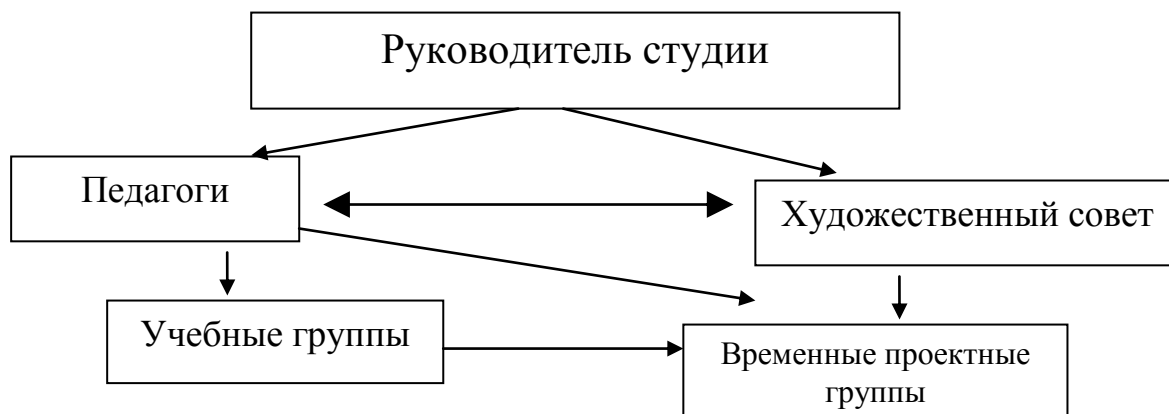 Руководитель студии
Педагоги
Художественный совет
Учебные группы
Временные проектные
группы